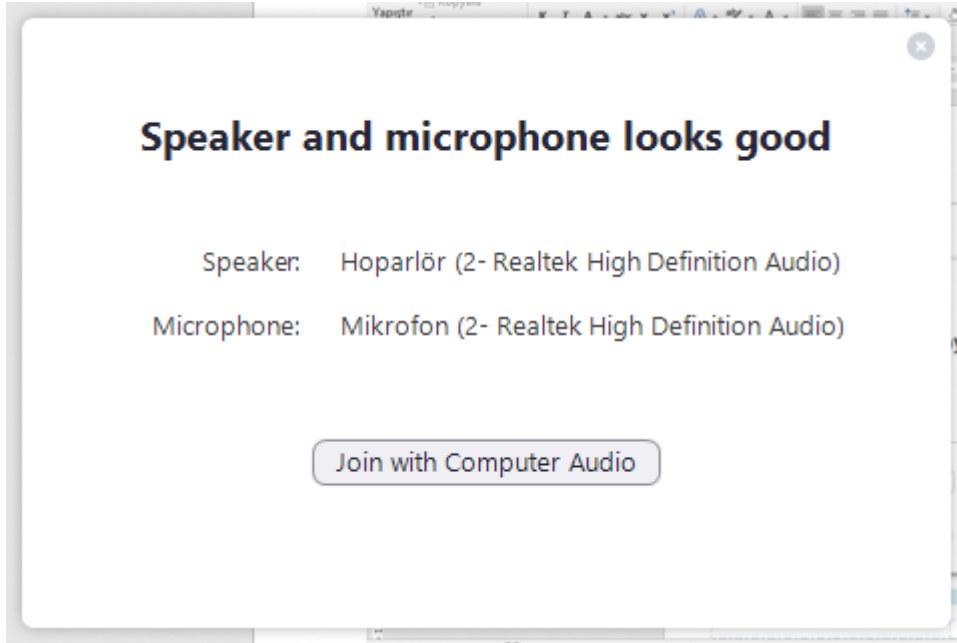 Yapıştır
Speaker and microphone looks good
Speaker: Hoparlör (2- Realtek High Definition Audio)
Microphone: Mikrofon (2- Realtek High Definition Audio)
Join with Computer Audio